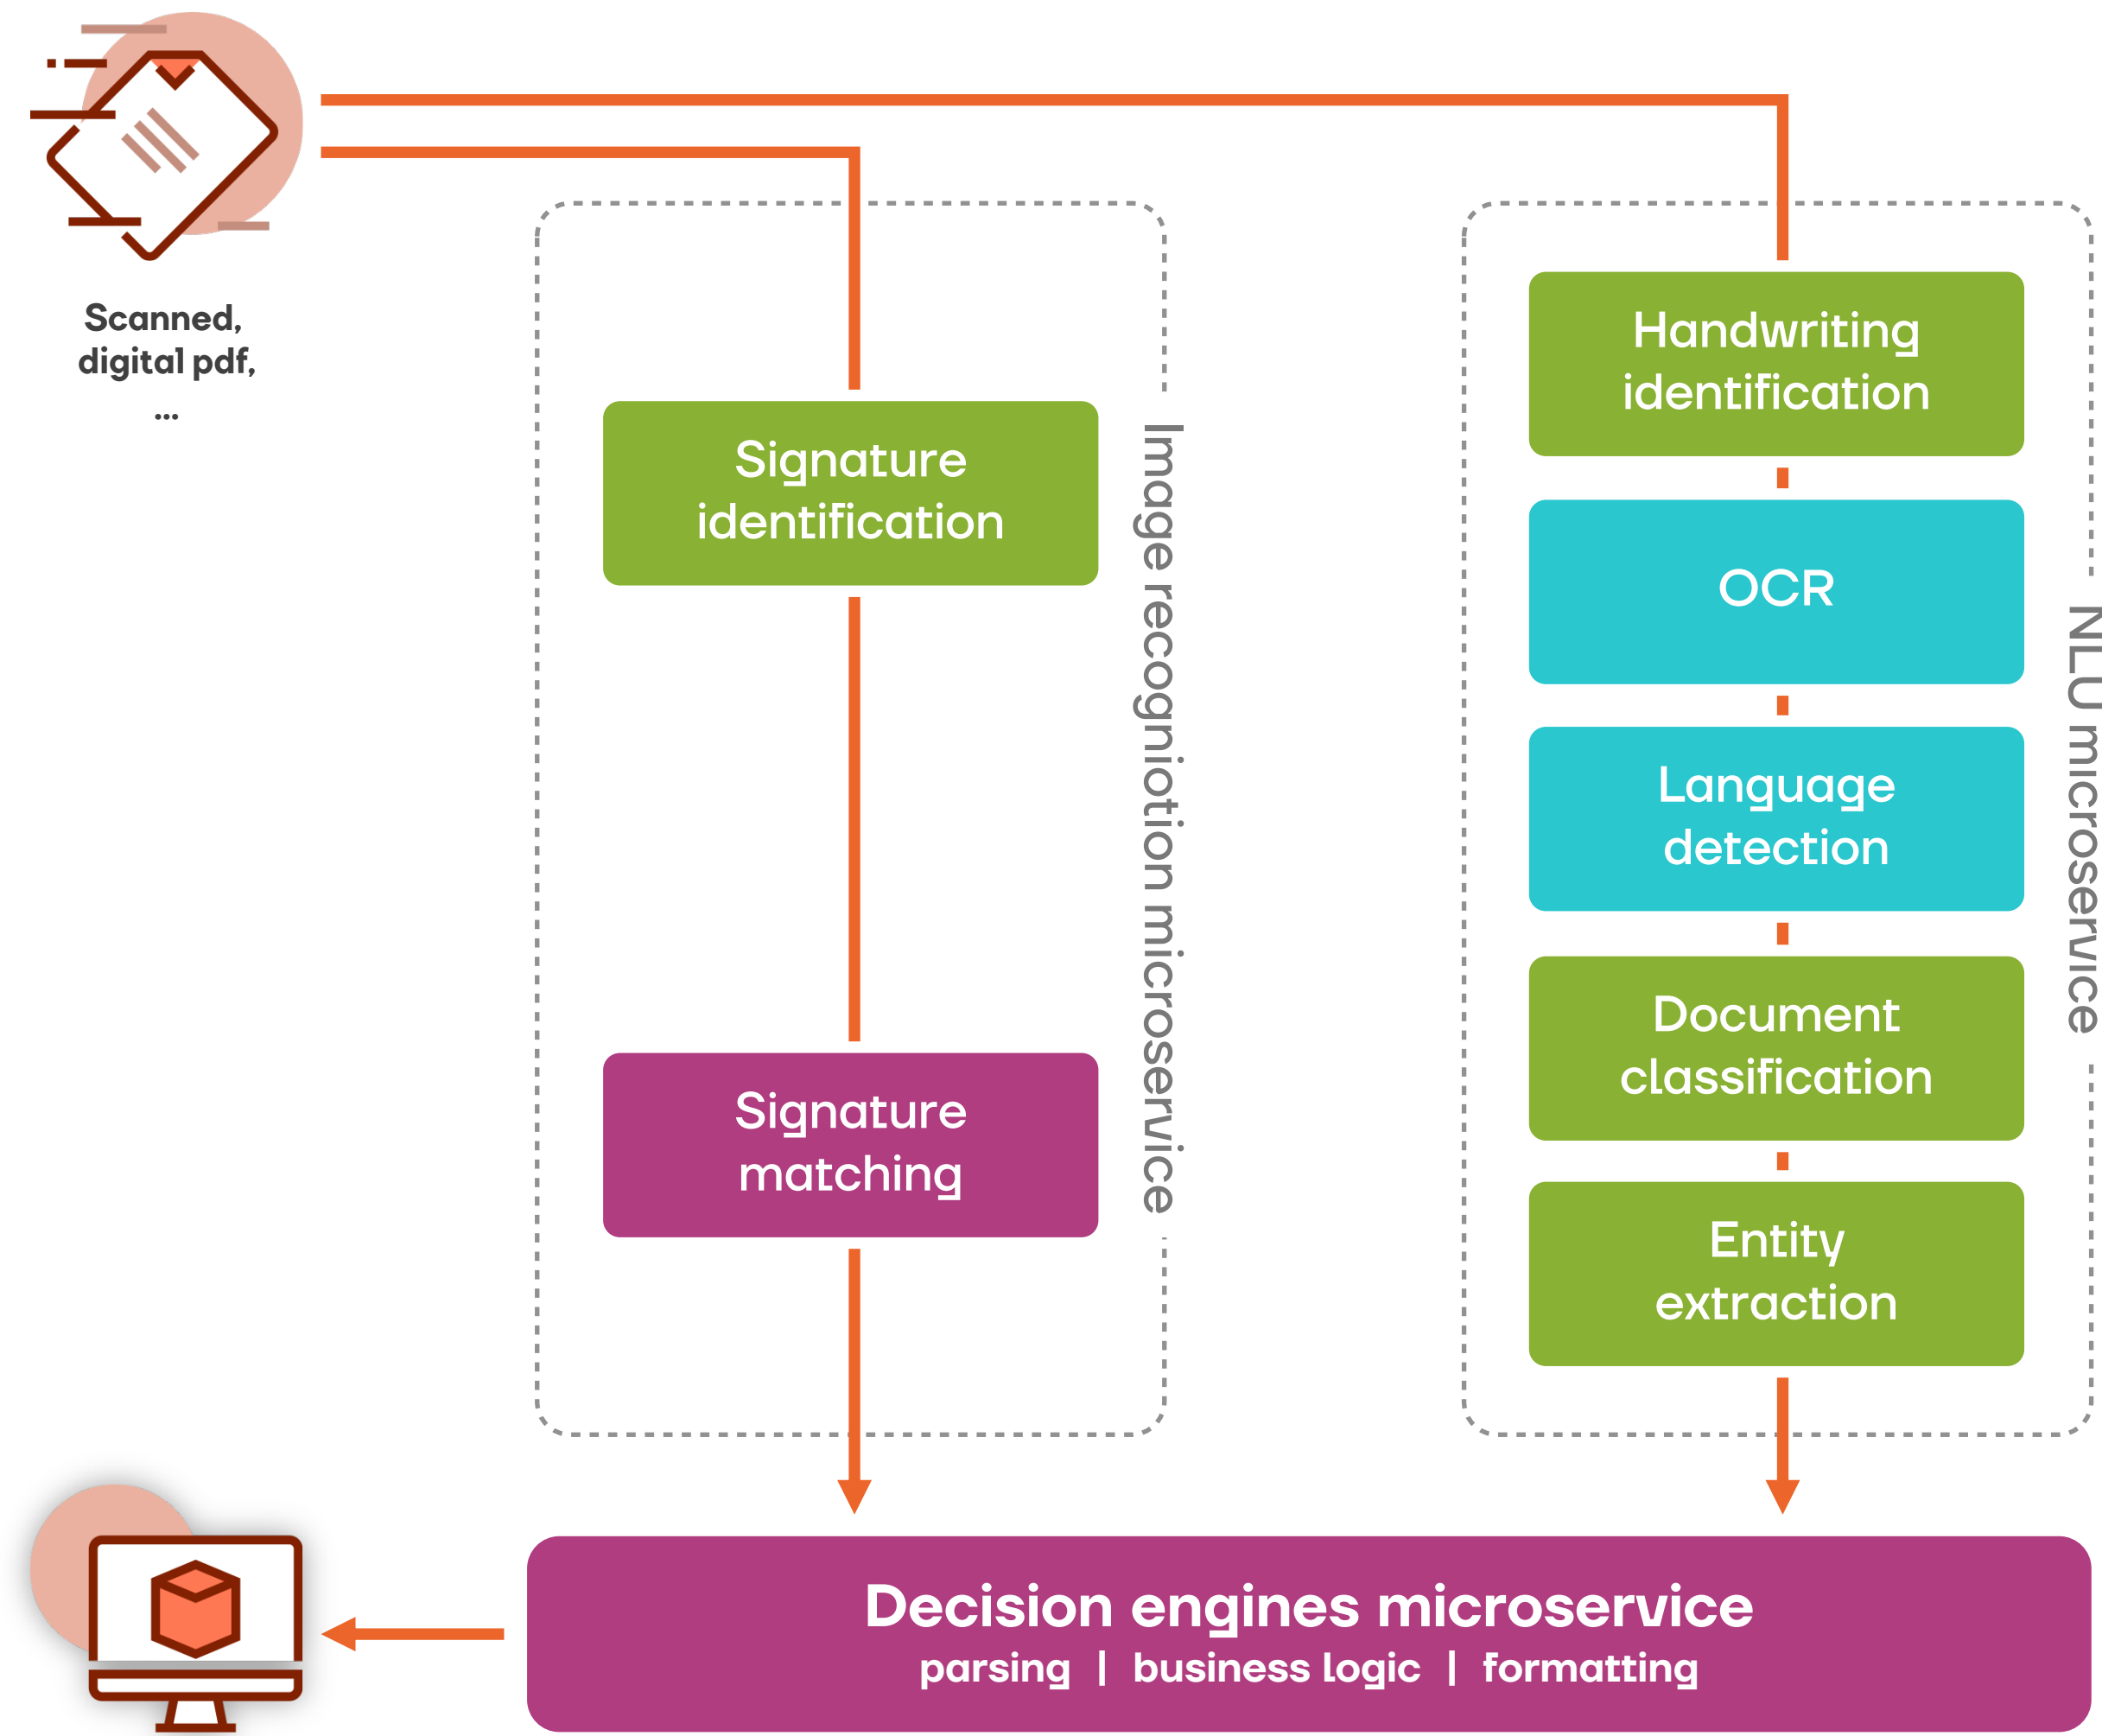 Scanned,
digital pdf,
...
Signature
identification
Signature
matching
Image recogniotion microservice
Handwriting
identification
OCR
Language
detection
Document
classification
Entity
extraction
NLU microservice
Decision engines microservice
parsing | business logic | formatting